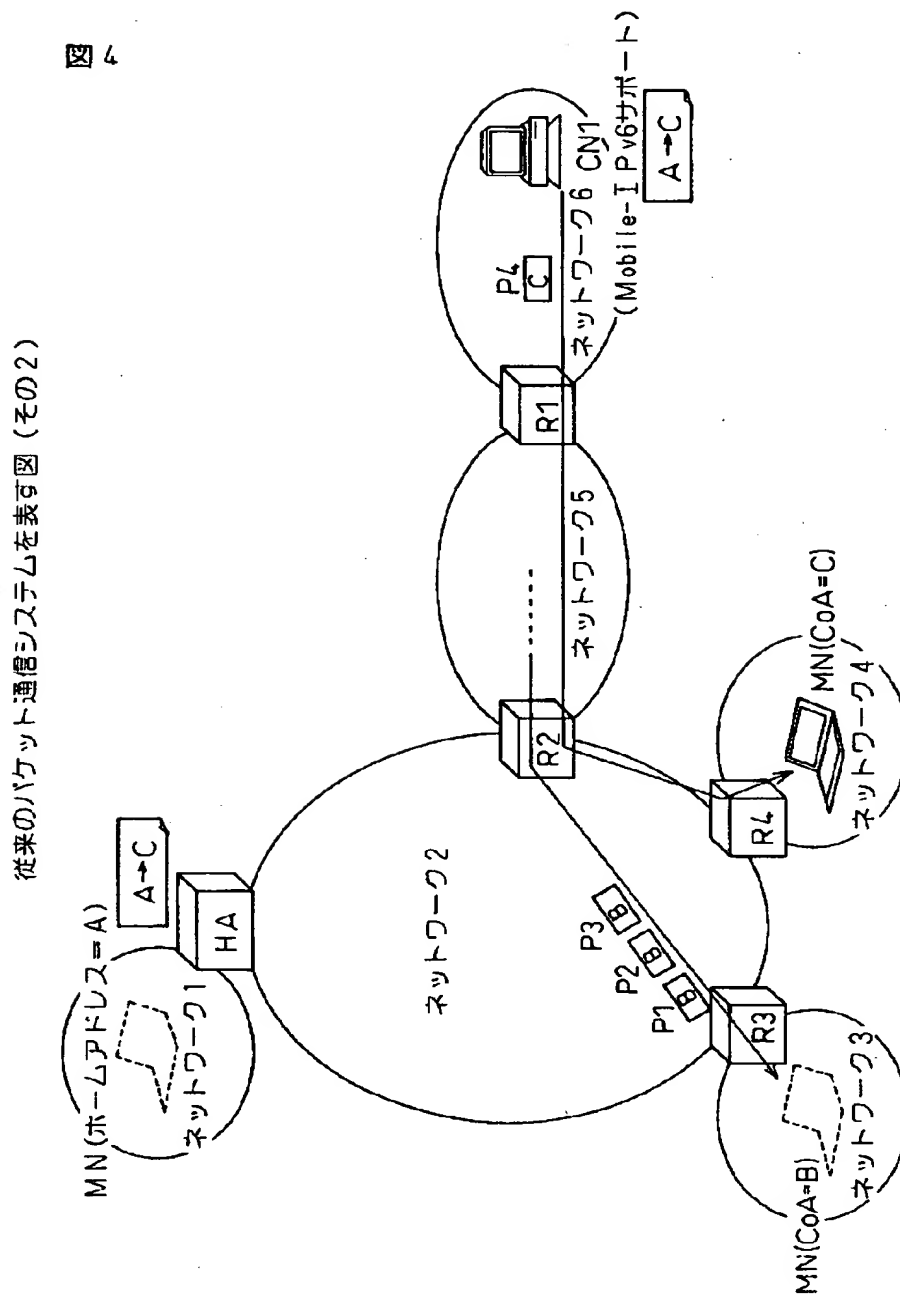 図4
従来のパケット通信システムを表す図(その2)
MN(ホームアドレス=A)
A→C
ネットワーク1
HA
ネットワーク2
P1
P2
P3
B
B
B
R3
MN(CoA=B)
ネットワーク3
R2
R4
MN(CoA=C)
ネットワーク4
ネットワーク5
R1
P4
C
ネットワーク6
CN1
(Mobile-IPv6サポート)
A→C